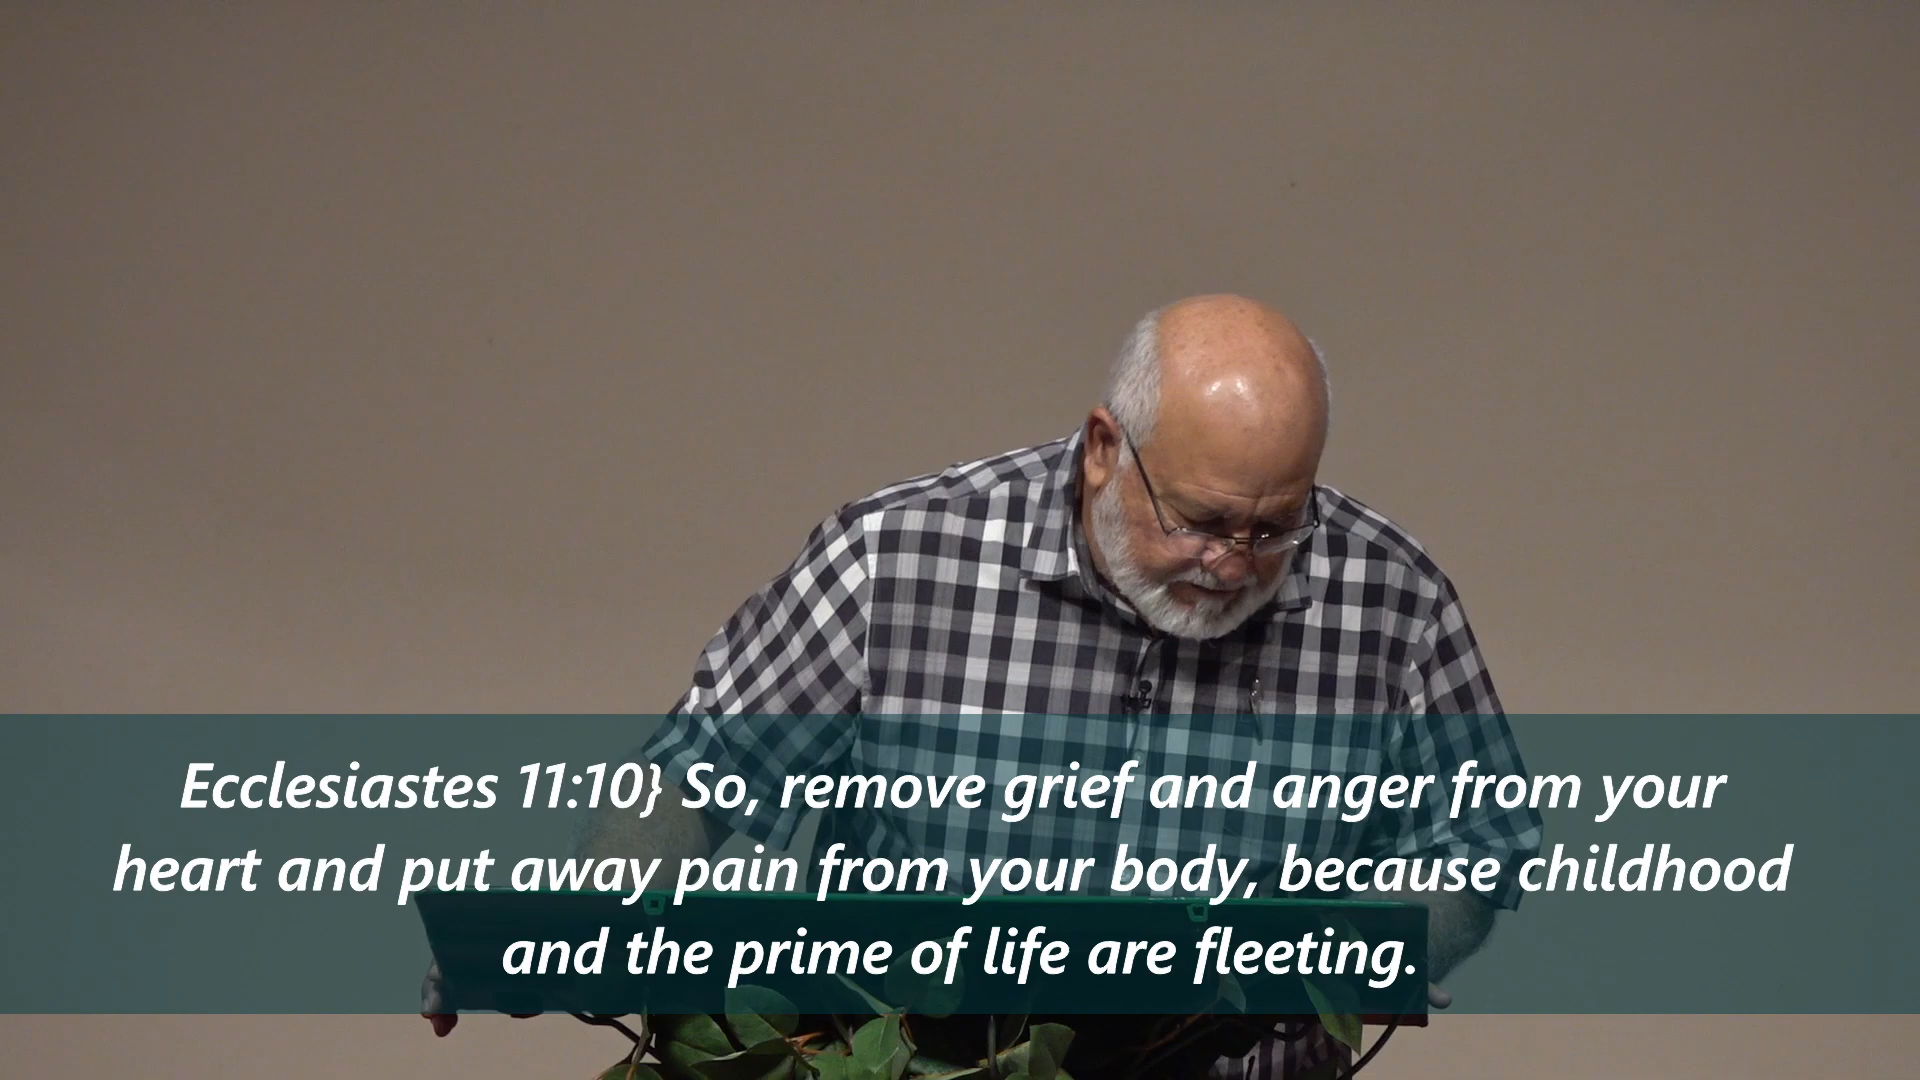 Ecclesiastes 11:10} So, remove grief and anger from your
heart and put away pain from your body, because childhood
and the prime of life are fleeting.